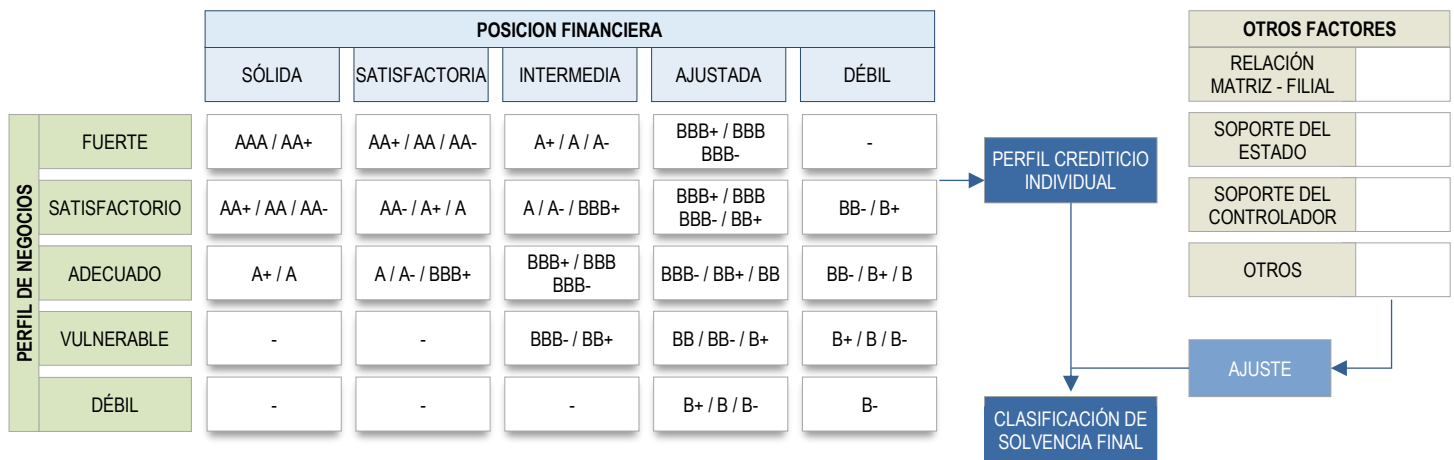 POSICION FINANCIERA
SÓLIDA
SATISFACTORIA
INTERMEDIA
AJUSTADA
DÉBIL
PERFIL DE NEGOCIOS
FUERTE
AAA / AA+
AA+ / AA / AA-
A+ / A / A-
BBB+ / BBB
BBB-
-
SATISFACTORIO
AA+ / AA / AA-
AA- / A+ / A
A / A- / BBB+
BBB+ / BBB
BBB- / BB+
BB- / B+
ADECUADO
A+ / A
A / A- / BBB+
BBB+ / BBB
BBB-
BBB- / BB+ / BB
BB- / B+ / B
VULNERABLE
-
-
BBB- / BB+
BB / BB- / B+
B+ / B / B-
DÉBIL
-
-
-
B+ / B / B-
B-
PERFIL CREDITICIO
INDIVIDUAL
CLASIFICACIÓN DE
SOLVENCIA FINAL
OTROS FACTORES
RELACIÓN
MATRIZ - FILIAL
SOPORTE DEL
ESTADO
SOPORTE DEL
CONTROLADOR
OTROS
AJUSTE